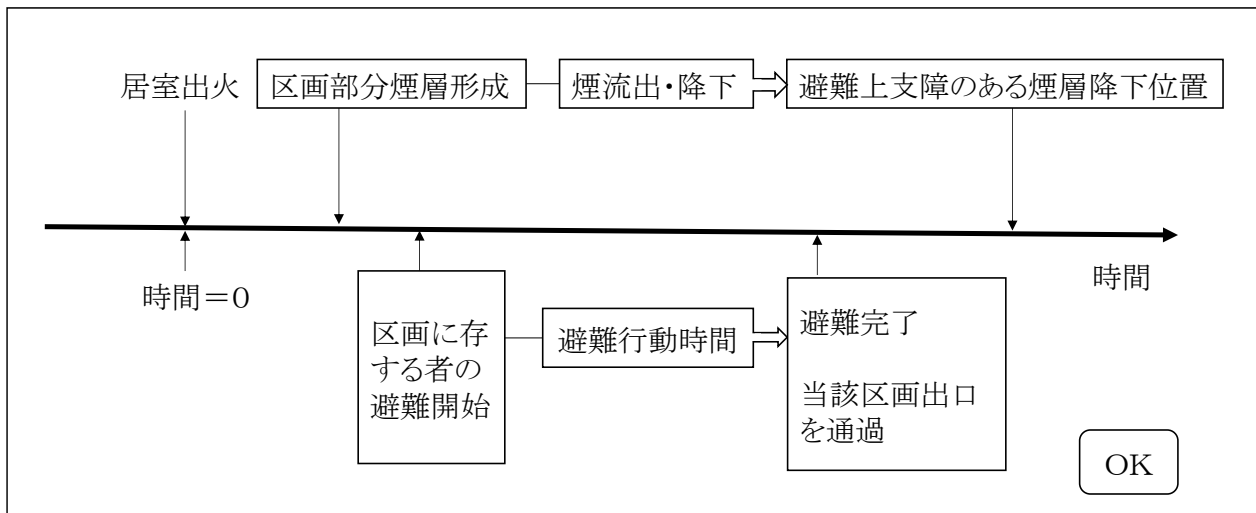 居室出火
区画部分煙層形成
煙流出・降下
避難上支障のある煙層降下位置
時間＝0
時間
区画に存
する者の
避難開始
避難行動時間
避難完了
当該区画出口
を通過
OK